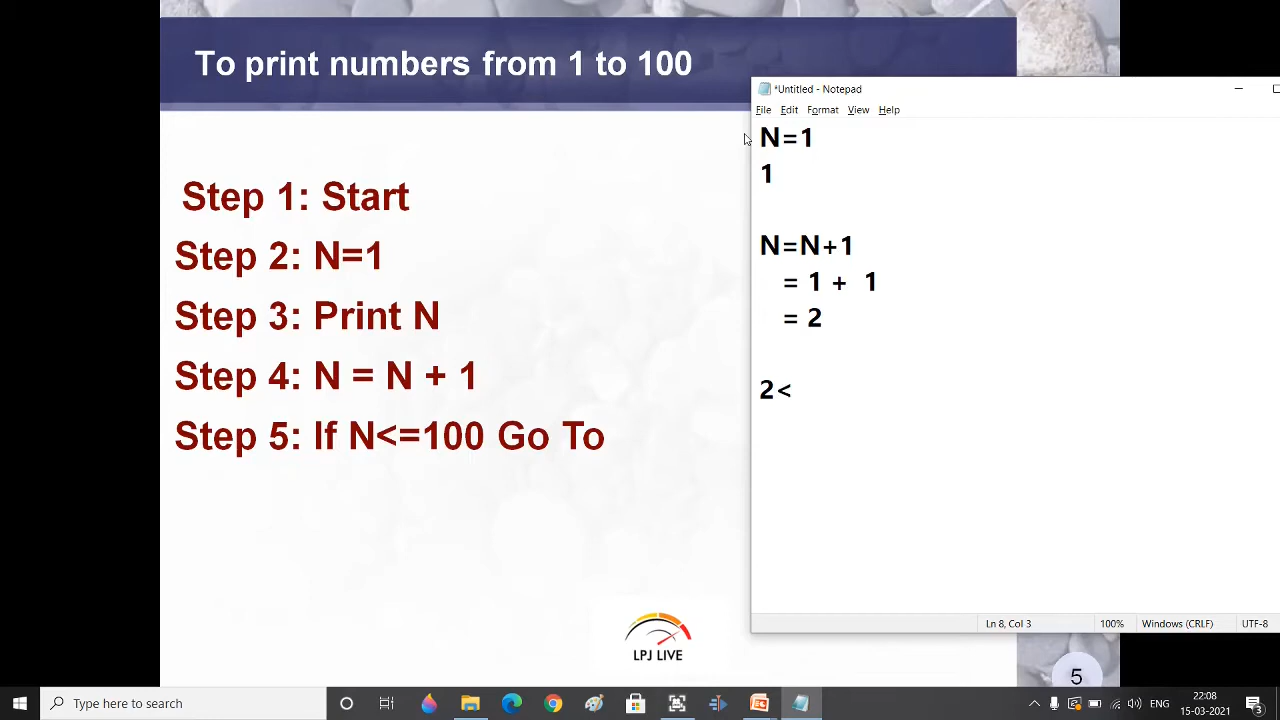 To print numbers from 1 to 100
Step 1: Start
Step 2: N=1
Step 3: Print N
Step 4: N = N + 1
Step 5: If N<=100 Go To
LPJ LIVE
5
*Untitled - Notepad
File Edit Format View Help
N=1
1
N=N+1
= 1 + 1
= 2
2<
Ln 8, Col 3 100% Windows (CRLF) UTF-8
Type here to search
ENG
22:08
15-03-2021
3